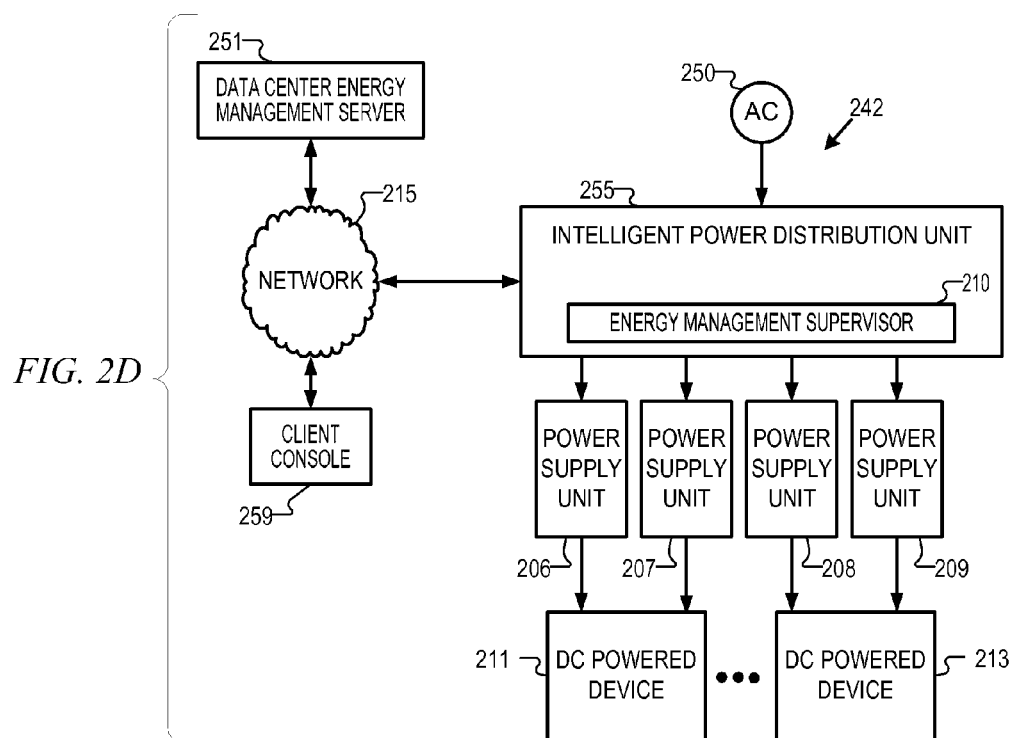 251
DATA CENTER ENERGY
MANAGEMENT SERVER
250
AC
242
215
NETWORK
255
INTELLIGENT POWER DISTRIBUTION UNIT
210
ENERGY MANAGEMENT SUPERVISOR
FIG. 2D
CLIENT
CONSOLE
259
POWER
SUPPLY
UNIT
206
POWER
SUPPLY
UNIT
207
POWER
SUPPLY
UNIT
208
POWER
SUPPLY
UNIT
209
211
DC POWERED
DEVICE
DC POWERED
DEVICE
213